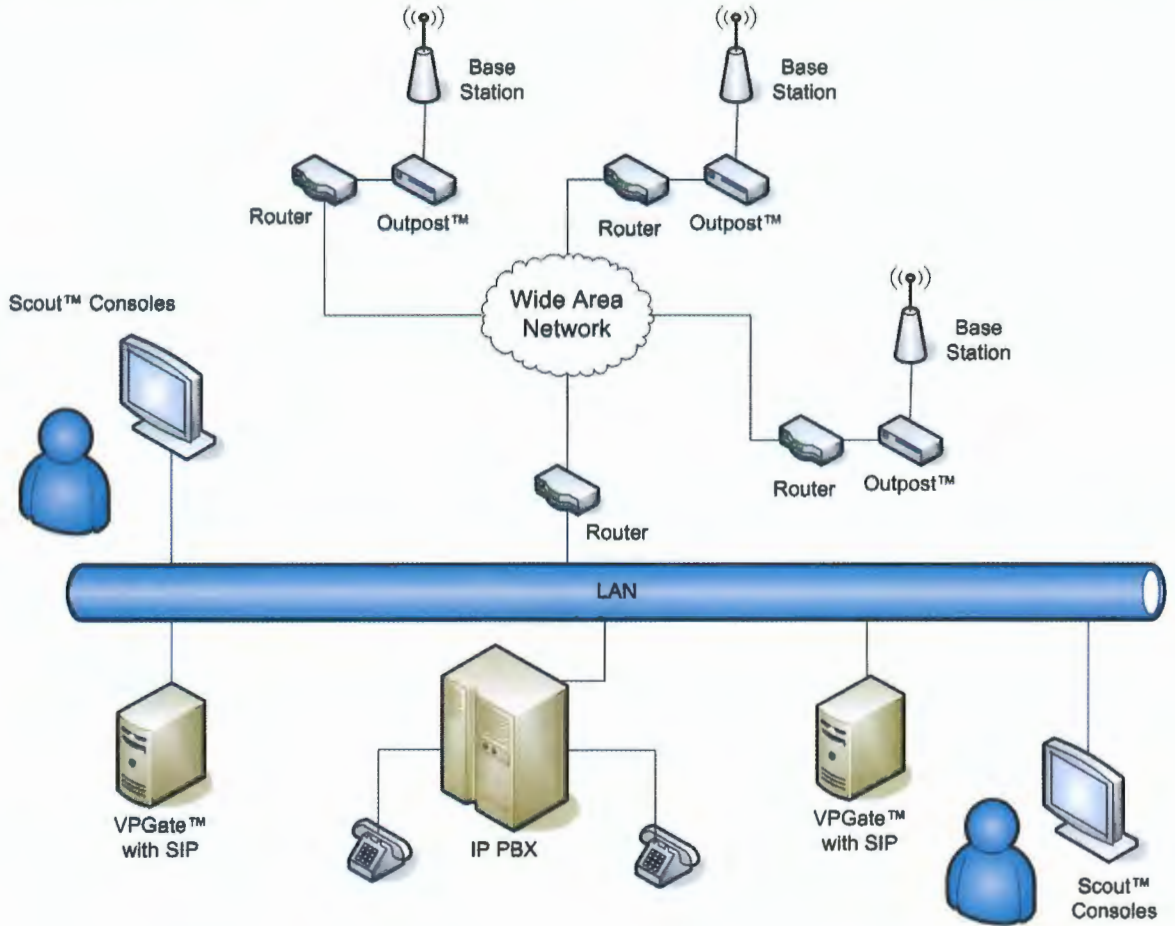 Base
Station
Base
Station
Router
Outpost™
Router
Outpost™
Scout™ Consoles
Wide Area
Network
Base
Station
Router
Outpost™
Router
LAN
VPGate™
with SIP
IP PBX
VPGate™
with SIP
Scout™
Consoles